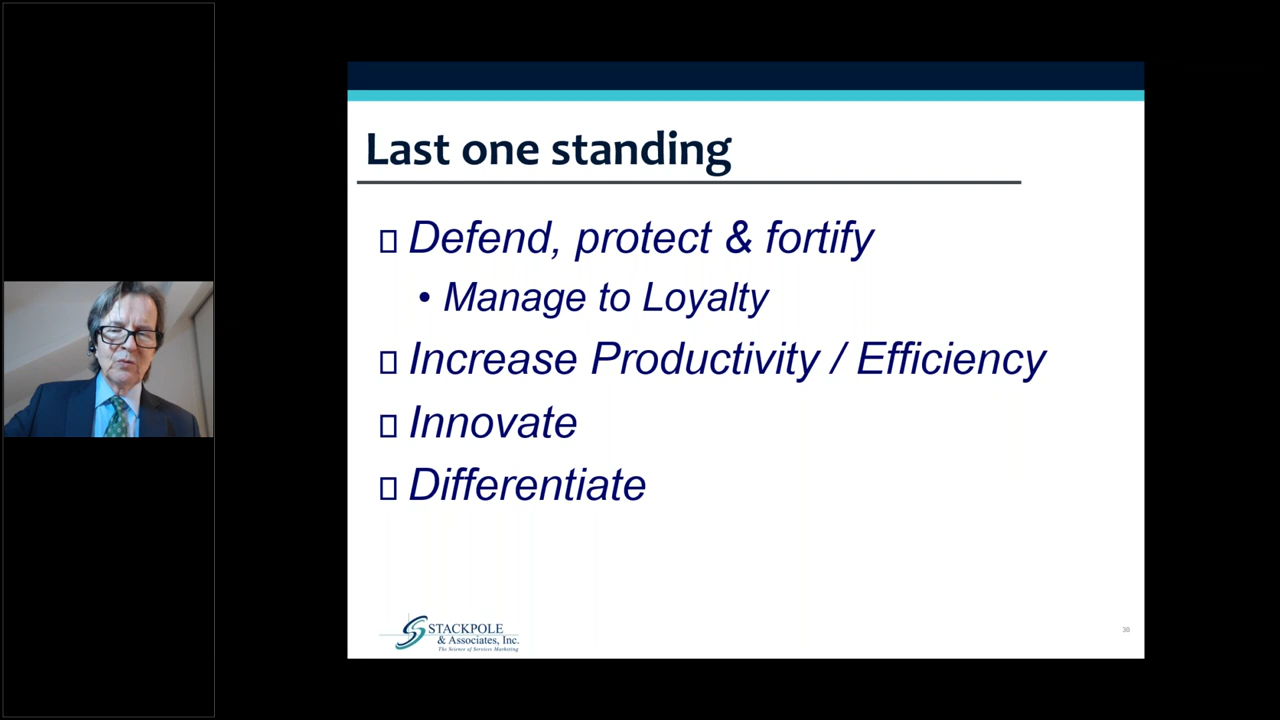 Last one standing
Defend, protect & fortify
• Manage to Loyalty
Increase Productivity / Efficiency
Innovate
Differentiate
STACKPOLE
& Associates, Inc.
The Science of Services Marketing
30